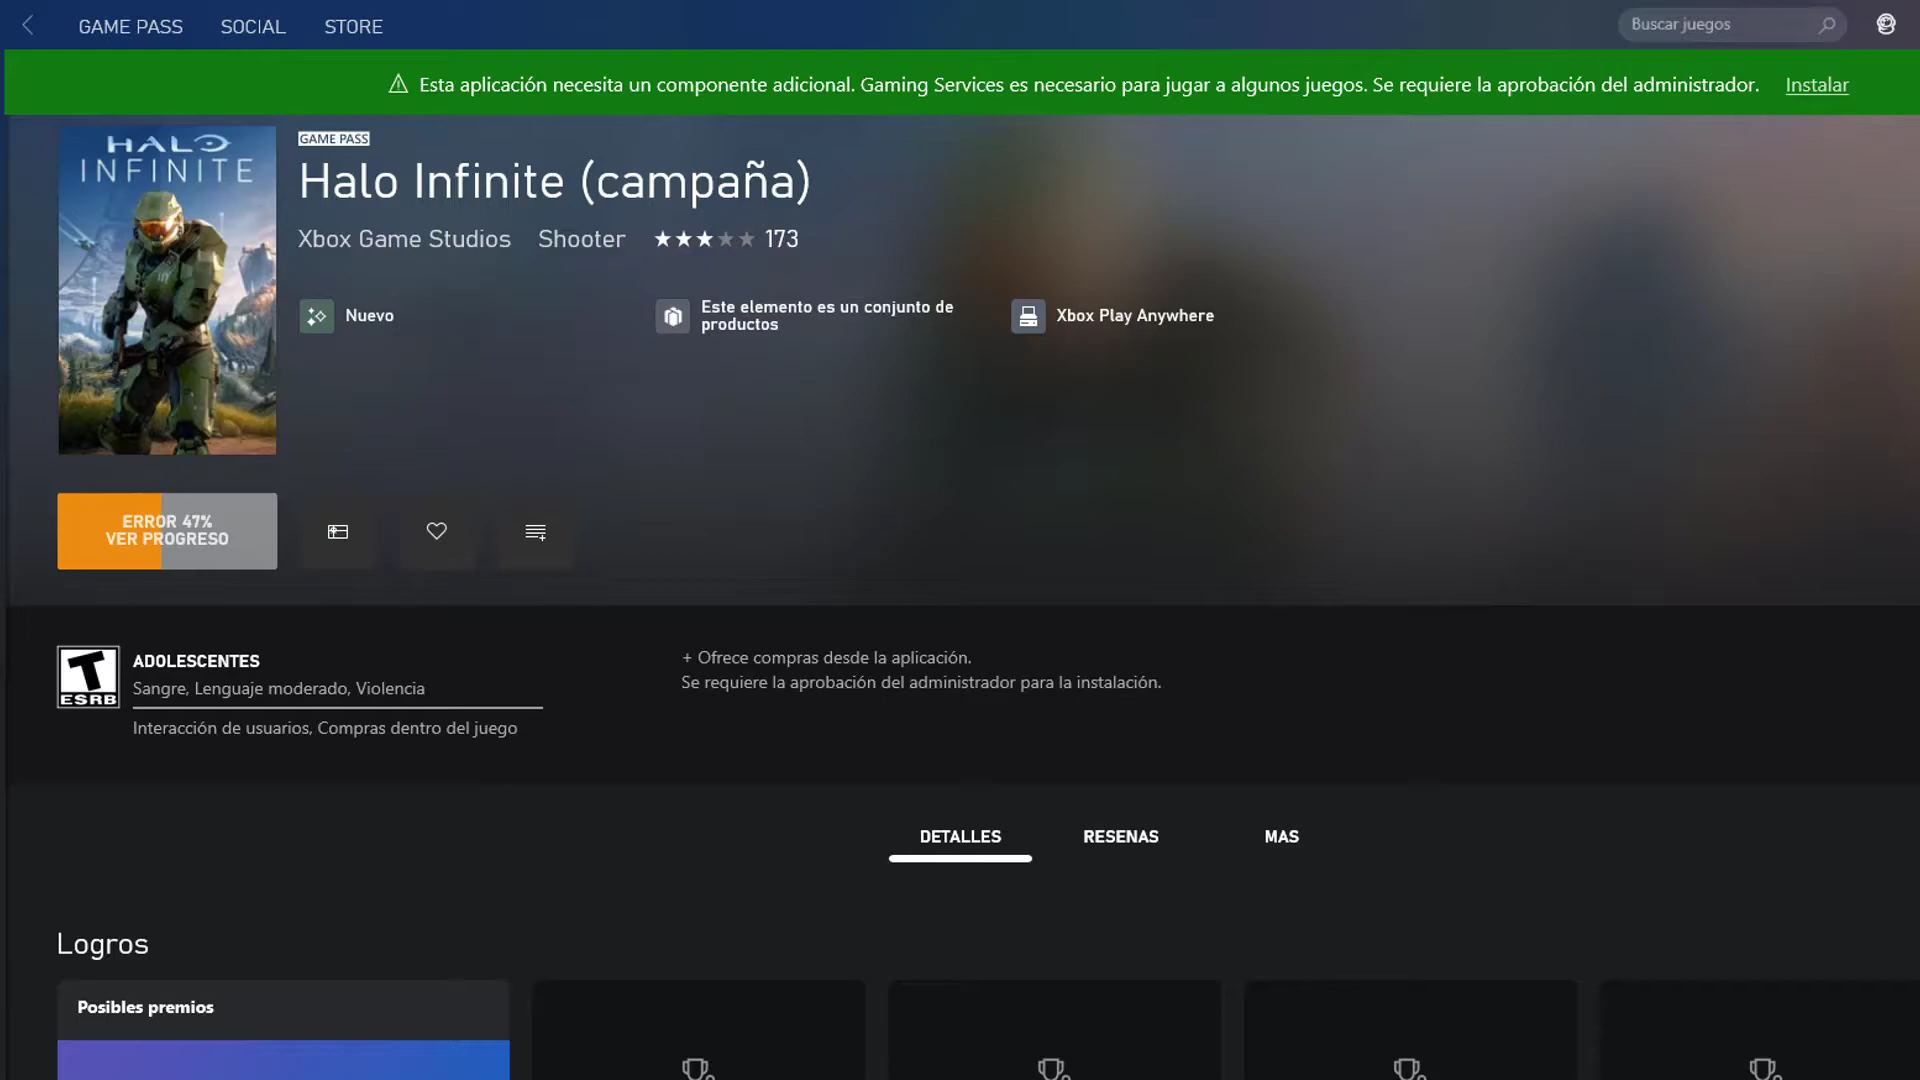 GAME PASS SOCIAL STORE Buscar juegos
Esta aplicación necesita un componente adicional. Gaming Services es necesario para jugar a algunos juegos. Se requiere la aprobación del administrador. Instalar
HALO
INFINITE
GAME PASS
Halo Infinite (campaña)
Xbox Game Studios Shooter 173
Nuevo
Este elemento es un conjunto de
productos
Xbox Play Anywhere
ERROR 47%
VER PROGRESO
T
ESRB
ADOLESCENTES
Sangre, Lenguaje moderado, Violencia
Interacción de usuarios, Compras dentro del juego
+ Ofrece compras desde la aplicación.
Se requiere la aprobación del administrador para la instalación.
DETALLES RESENAS MAS
Logros
Posibles premios